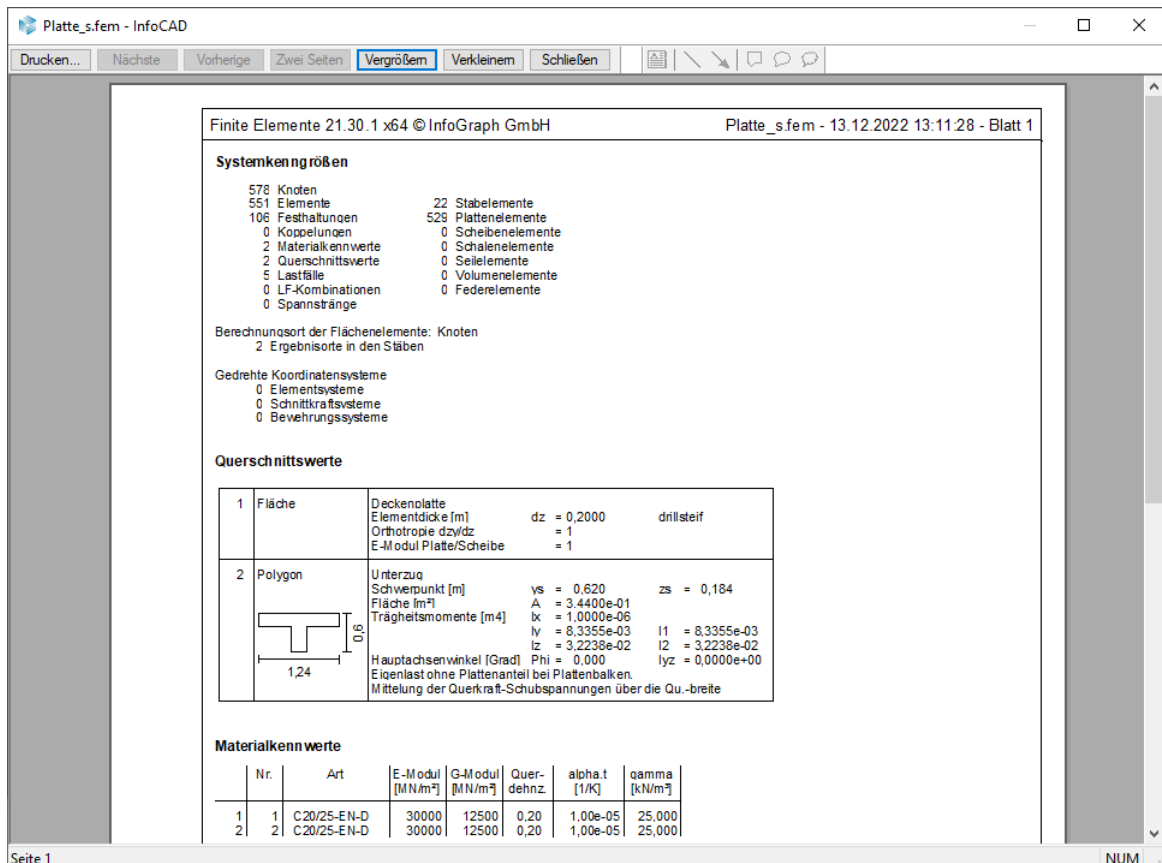 Platte_s.fem - InfoCAD
Drucken... Nächste Vorherige Zwei Seiten Vergrößern Verkleinern Schließen
Finite Elemente 21.30.1 x64 © InfoGraph GmbH Platte_s.fem - 13.12.2022 13:11:28 - Blatt 1
Systemkenngrößen
578 Knoten
551 Elemente 22 Stabelemente
106 Festhaltungen 529 Plattenelemente
0 Koppelungen 0 Scheibenelemente
2 Materialkennwerte 0 Schalenelemente
2 Querschnittswerte 0 Seilelemente
5 Lastfälle 0 Volumenelemente
0 LF-Kombinationen 0 Federelemente
0 Spannstränge
Berechnungsort der Flächenelemente: Knoten
2 Ergebnisorte in den Stäben
Gedrehte Koordinatensysteme
0 Elementsysteme
0 Schnittkraftsysteme
0 Bewehrungssysteme
Querschnittswerte
1 Fläche Deckenplatte
Elementdicke [m] dz = 0,2000 drillsteif
Orthotropie dzy/dz = 1
E-Modul Platte/Scheibe = 1
2 Polygon Unterzug
Schwerpunkt [m] ys = 0,620 zs = 0,184
Fläche [m²] A = 3.4400e-01
Trägheitsmomente [m4] Ix = 1,0000e-06
Iy = 8,3355e-03 I1 = 8,3355e-03
Iz = 3,2238e-02 I2 = 3,2238e-02
Hauptachsenwinkel [Grad] Phi = 0,000 Iyz = 0,0000e+00
Eigenlast ohne Plattenanteil bei Plattenbalken.
Mittelung der Querkraft-Schubspannungen über die Qu.-breite
0,6
1,24
Materialkennwerte
Nr. Art E-Modul G-Modul Quer- alpha.t gamma
[MN/m²] [MN/m²] dehnz. [1/K] [kN/m³]
1 1 C20/25-EN-D 30000 12500 0,20 1,00e-05 25,000
2 2 C20/25-EN-D 30000 12500 0,20 1,00e-05 25,000
Seite 1 NUM